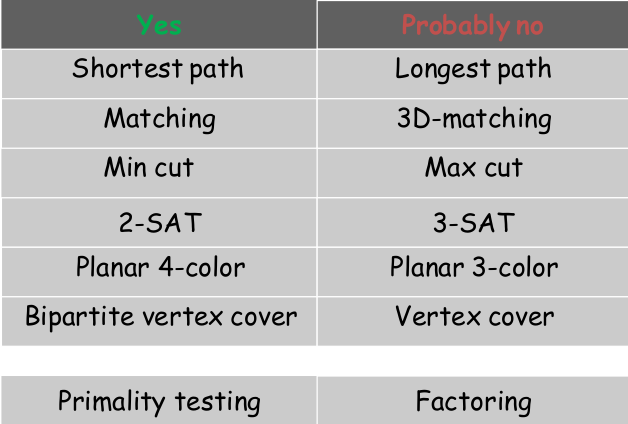 Yes Probably no
Shortest path Longest path
Matching 3D-matching
Min cut Max cut
2-SAT 3-SAT
Planar 4-color Planar 3-color
Bipartite vertex cover Vertex cover
Primality testing Factoring